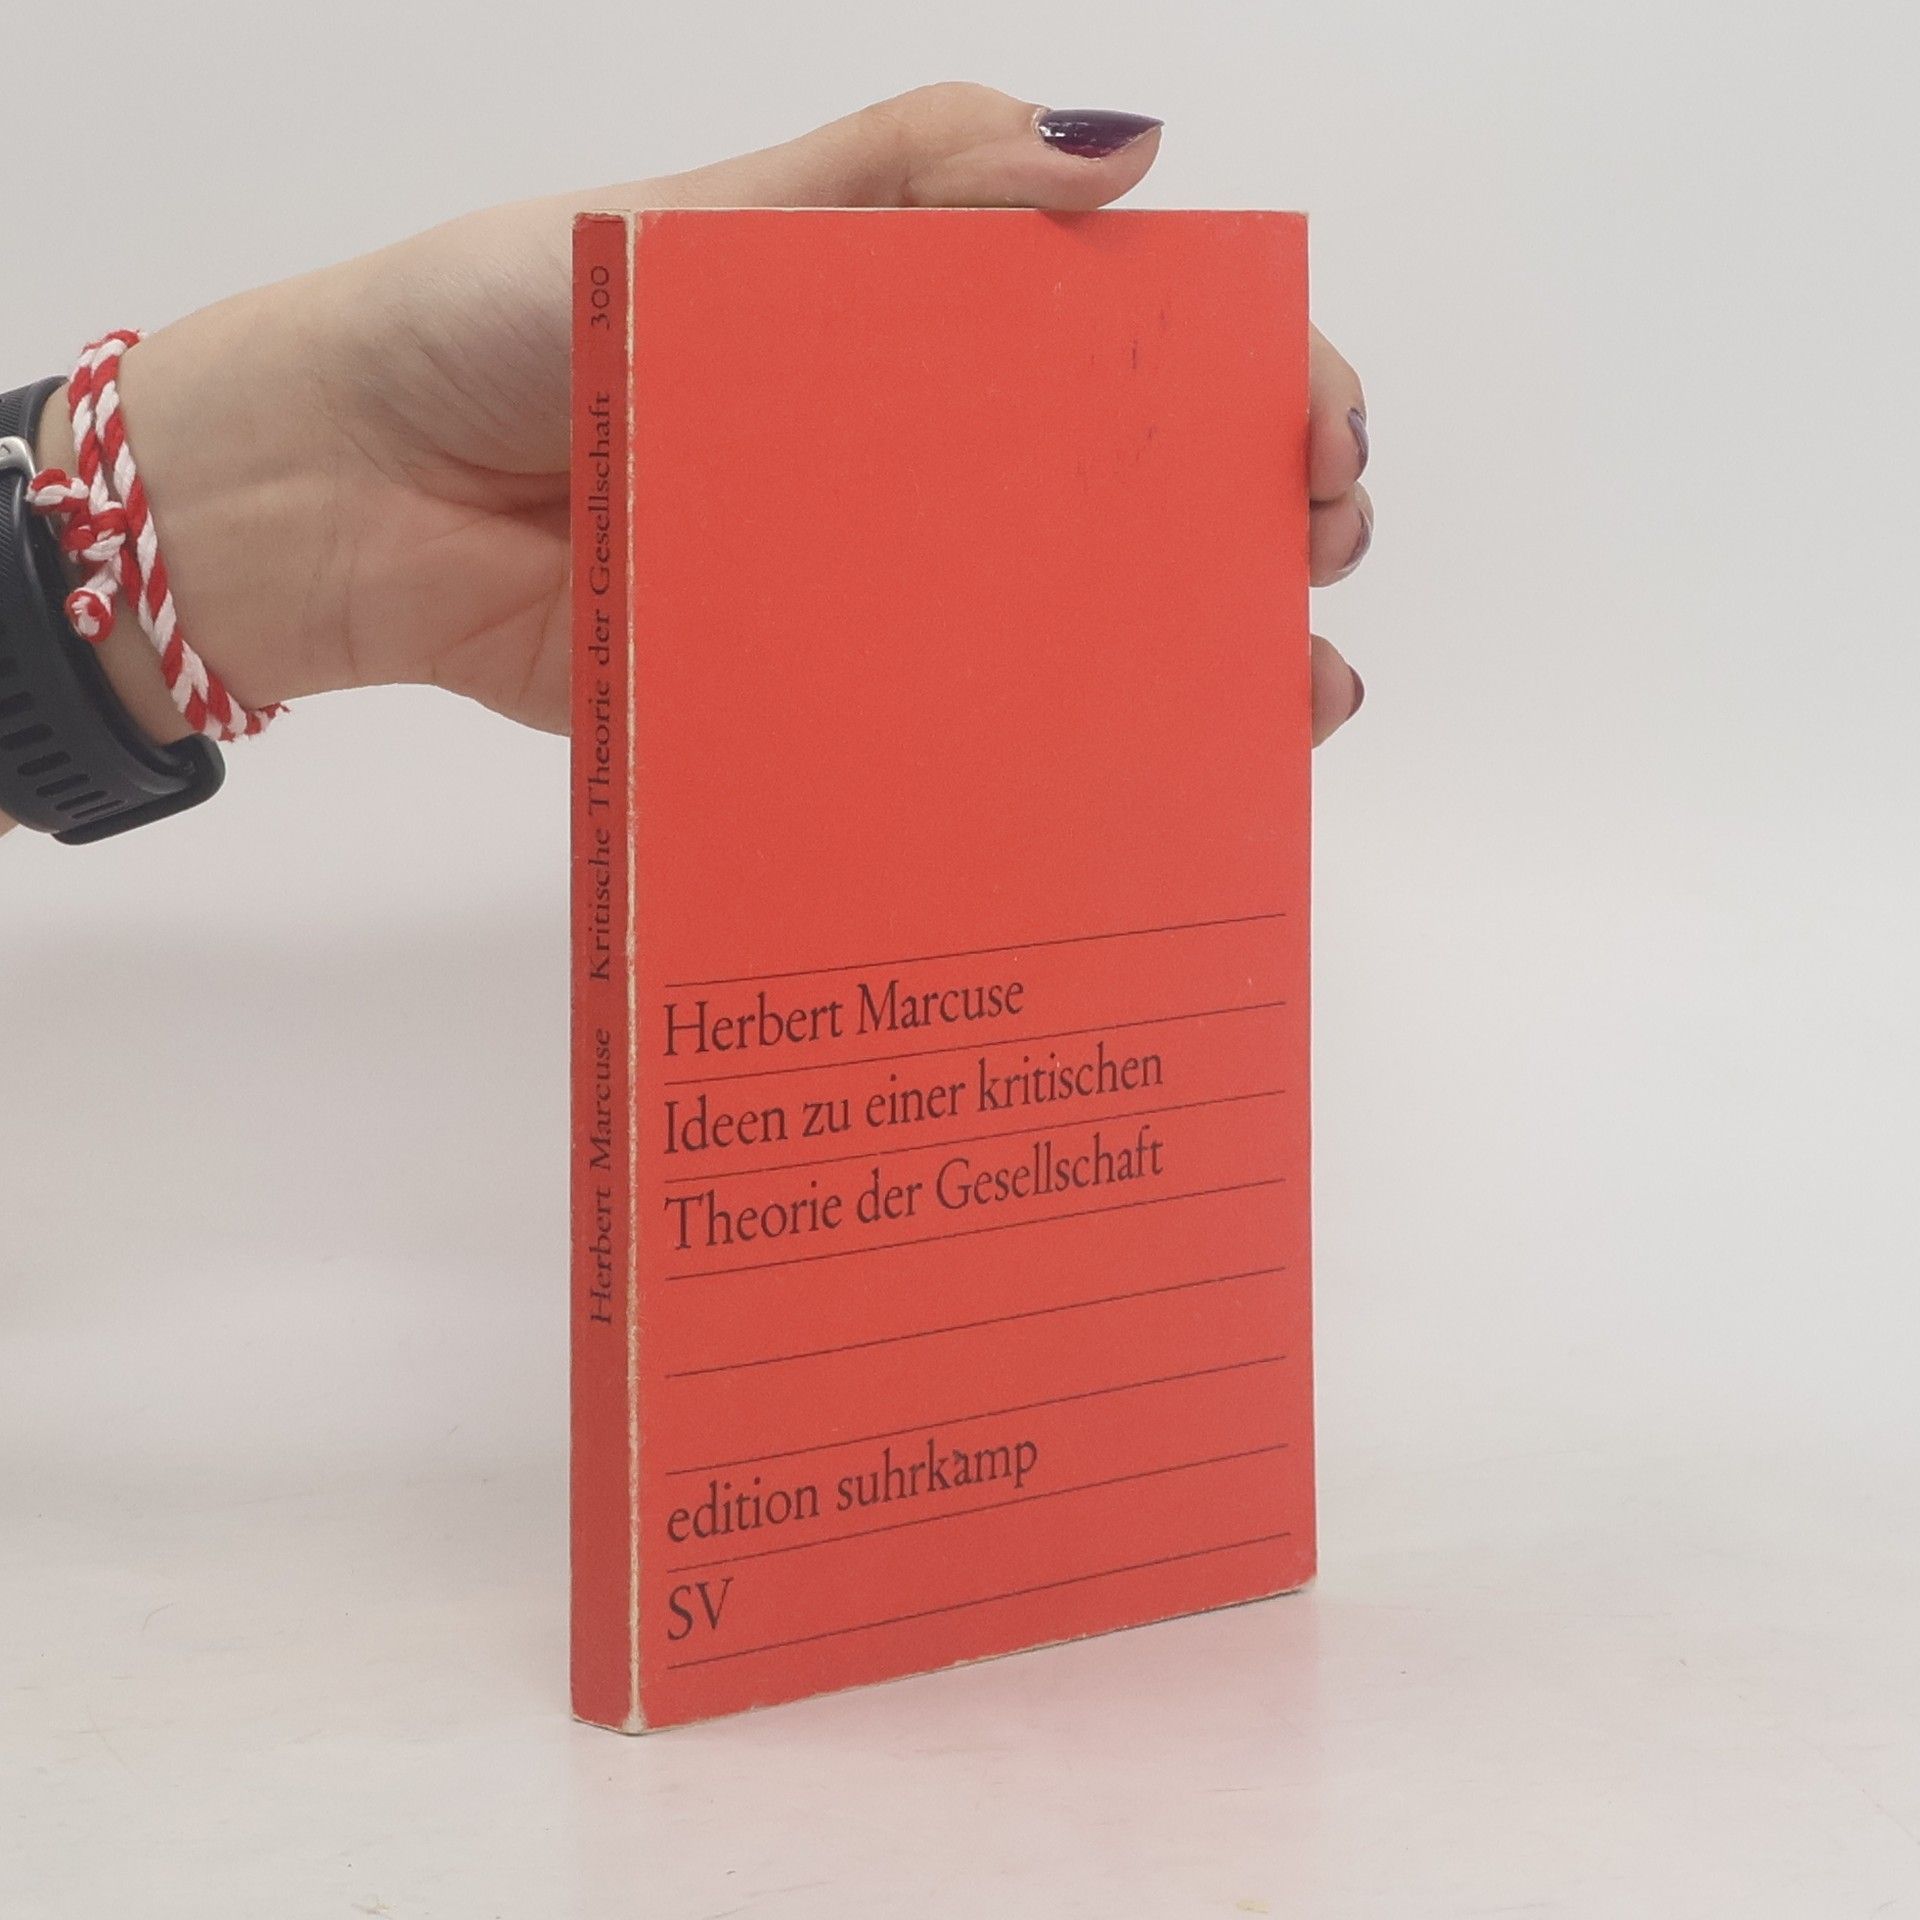 Herbert Marcuse Kritische Theorie der Gesellschaft 300
Herbert Marcuse
Ideen zu einer kritischen
Theorie der Gesellschaft
edition suhrkamp
SV